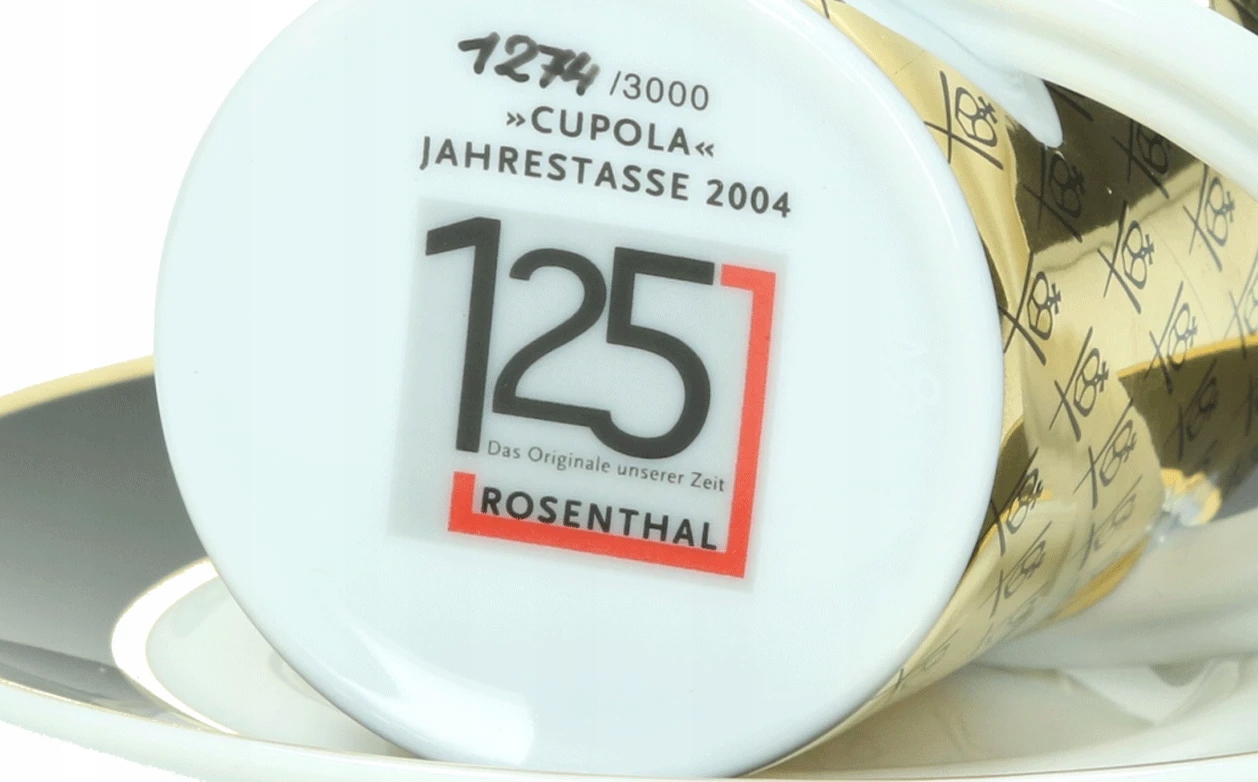 1274 /3000
»CUPOLA«
JAHRESTASSE 2004
125
Das Originale unserer Zeit
ROSENTHAL